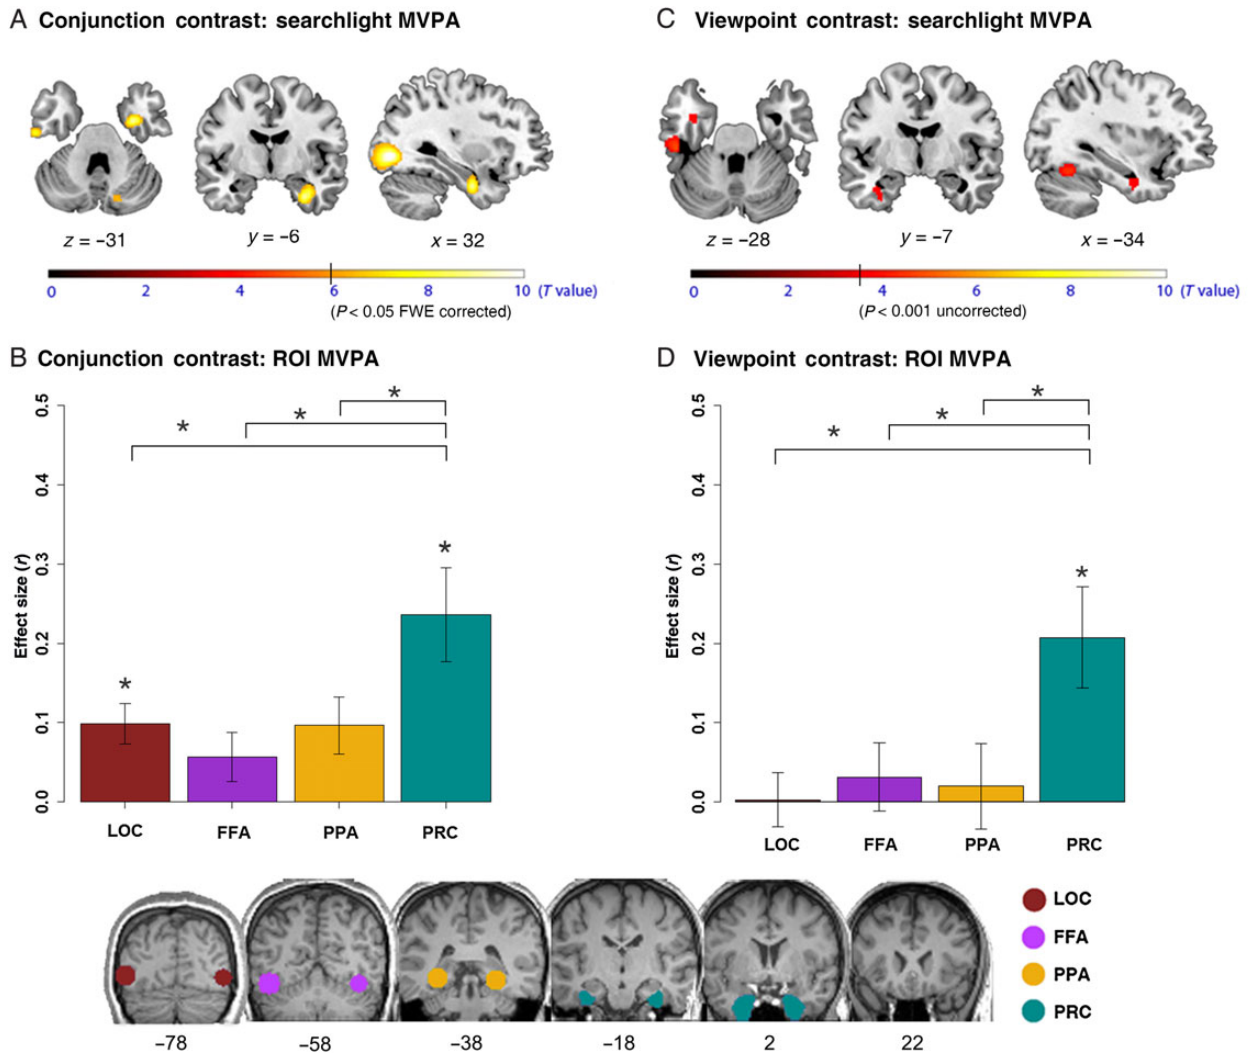 A Conjunction contrast: searchlight MVPA
z = −31
y = −6
x = 32
0 2 4 6 8 10 (T value)
(P < 0.05 FWE corrected)
C Viewpoint contrast: searchlight MVPA
z = −28
y = −7
x = −34
0 2 4 6 8 10 (T value)
(P < 0.001 uncorrected)
B Conjunction contrast: ROI MVPA
Effect size (r)
0.5
0.4
0.3
0.2
0.1
0.0
*
*
*
*
*
LOC FFA PPA PRC
D Viewpoint contrast: ROI MVPA
Effect size (r)
0.5
0.4
0.3
0.2
0.1
0.0
*
*
*
*
LOC FFA PPA PRC
−78 −58 −38 −18 2 22
LOC
FFA
PPA
PRC